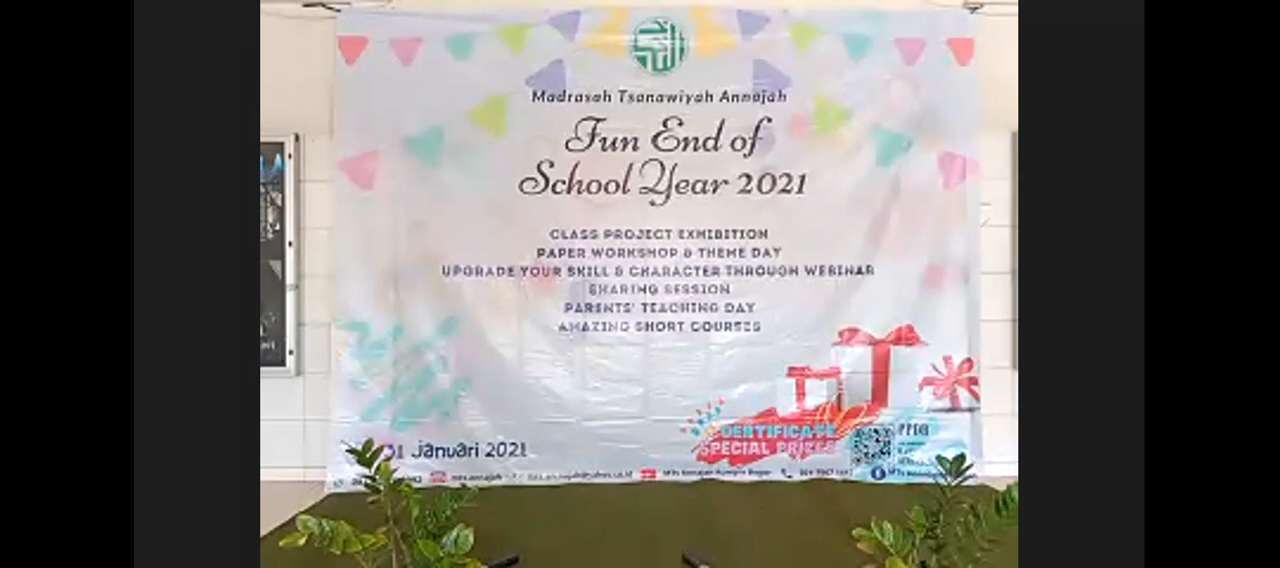 Madrasah Tsanawiyah Annajah
Fun End of
School Year 2021
CLASS PROJECT EXHIBITION
PAPER WORKSHOP & THEME DAY
UPGRADE YOUR SKILL & CHARACTER THROUGH WEBINAR
SHARING SESSION
PARENTS' TEACHING DAY
AMAZING SHORT COURSES
CERTIFICATE
SPECIAL PRIZES
PPDB
Januari 2021